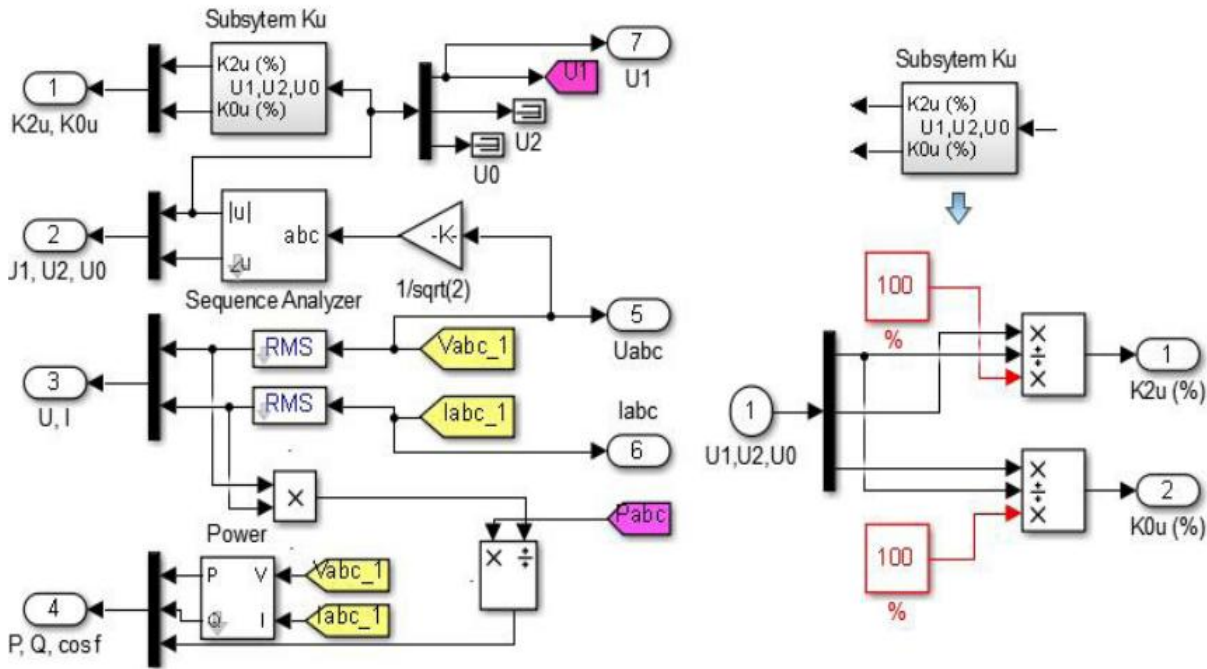 Subsytem Ku
K2u (%)
U1,U2,U0
K0u (%)
1
K2u, K0u
U1
7
U1
U2
U0
|u|
abc
-K-
1/sqrt(2)
2
J1, U2, U0
Sequence Analyzer
RMS
Vabc_1
5
Uabc
3
U, I
RMS
Iabc_1
Iabc
6
×
Pabc
× ÷
Power
P V
Q I
Vabc_1
Iabc_1
4
P, Q, cosf
Subsytem Ku
K2u (%)
U1,U2,U0
K0u (%)
100
%
×
÷
×
1
K2u (%)
1
U1,U2,U0
×
÷
×
2
K0u (%)
100
%